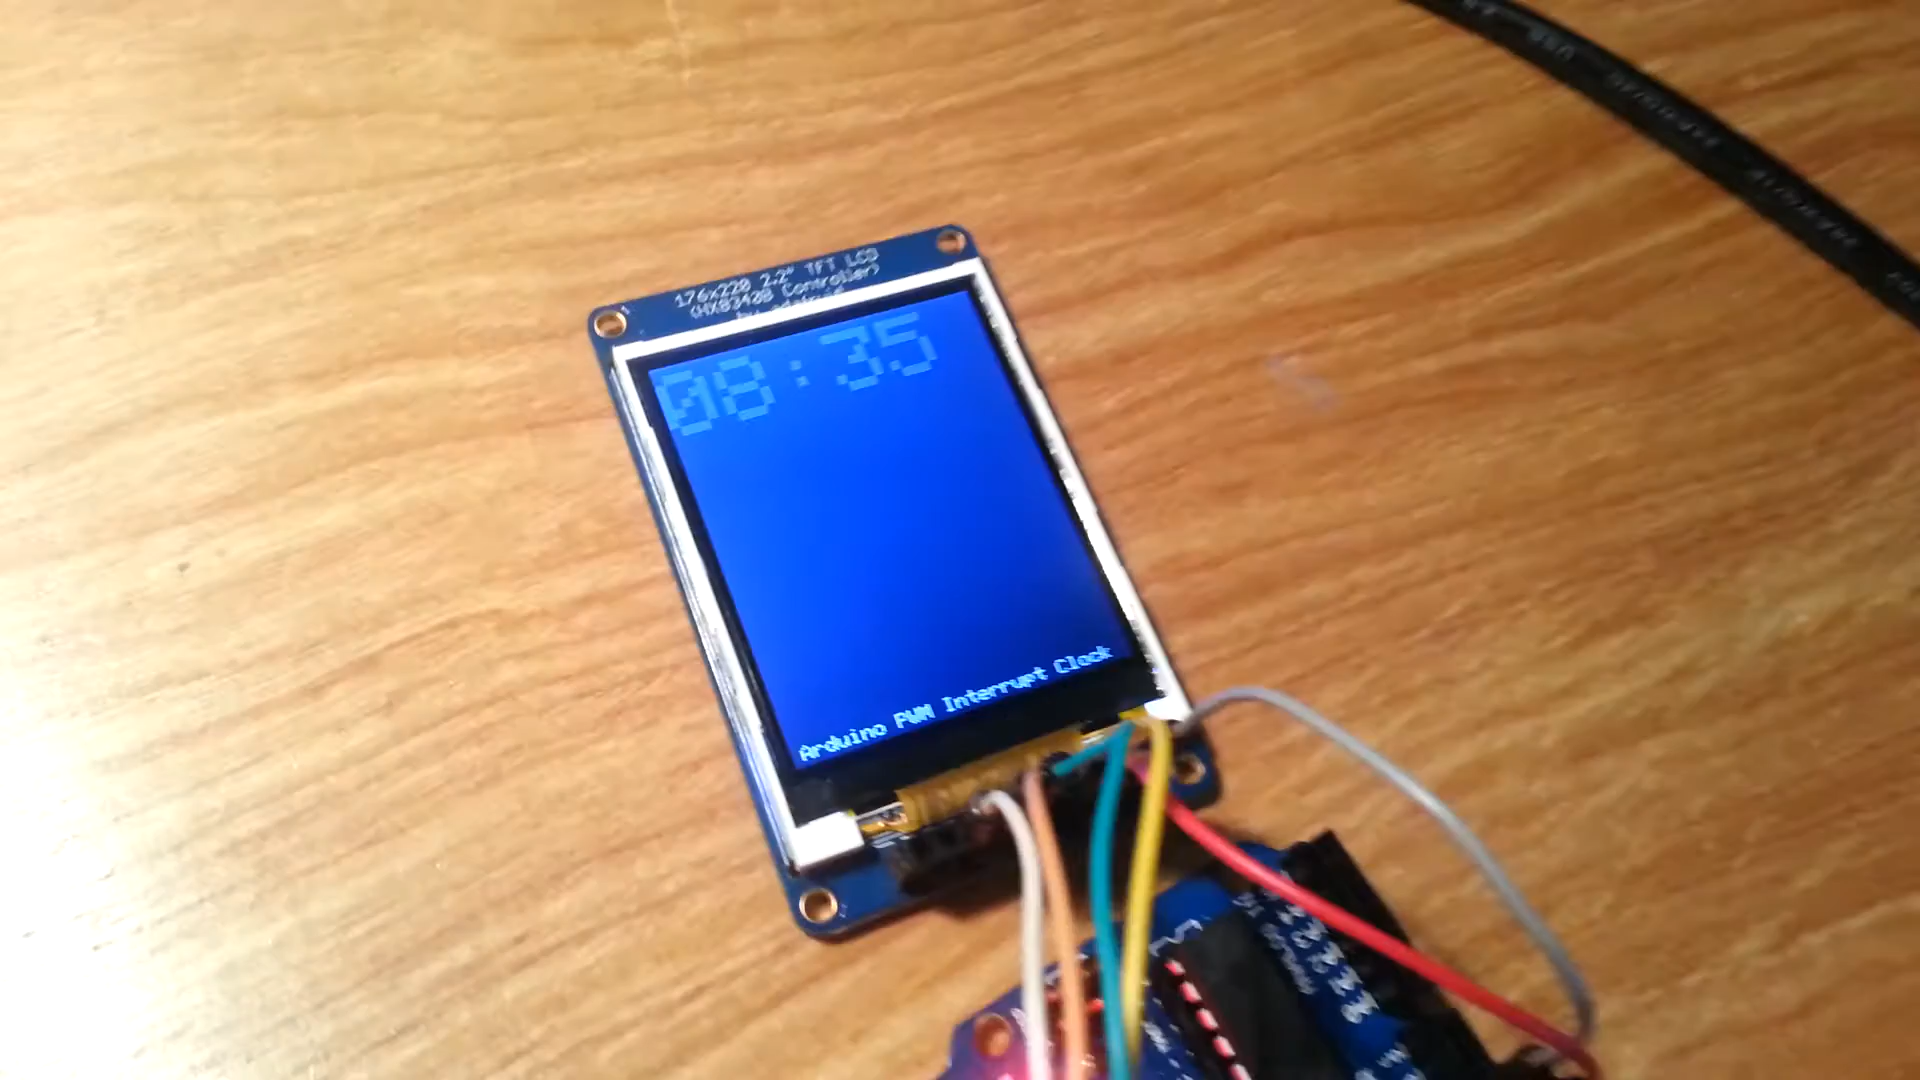 176x220 2.2" TFT LCD
(HX8340B Controller)
08:35
Arduino PWM Interrupt Clock